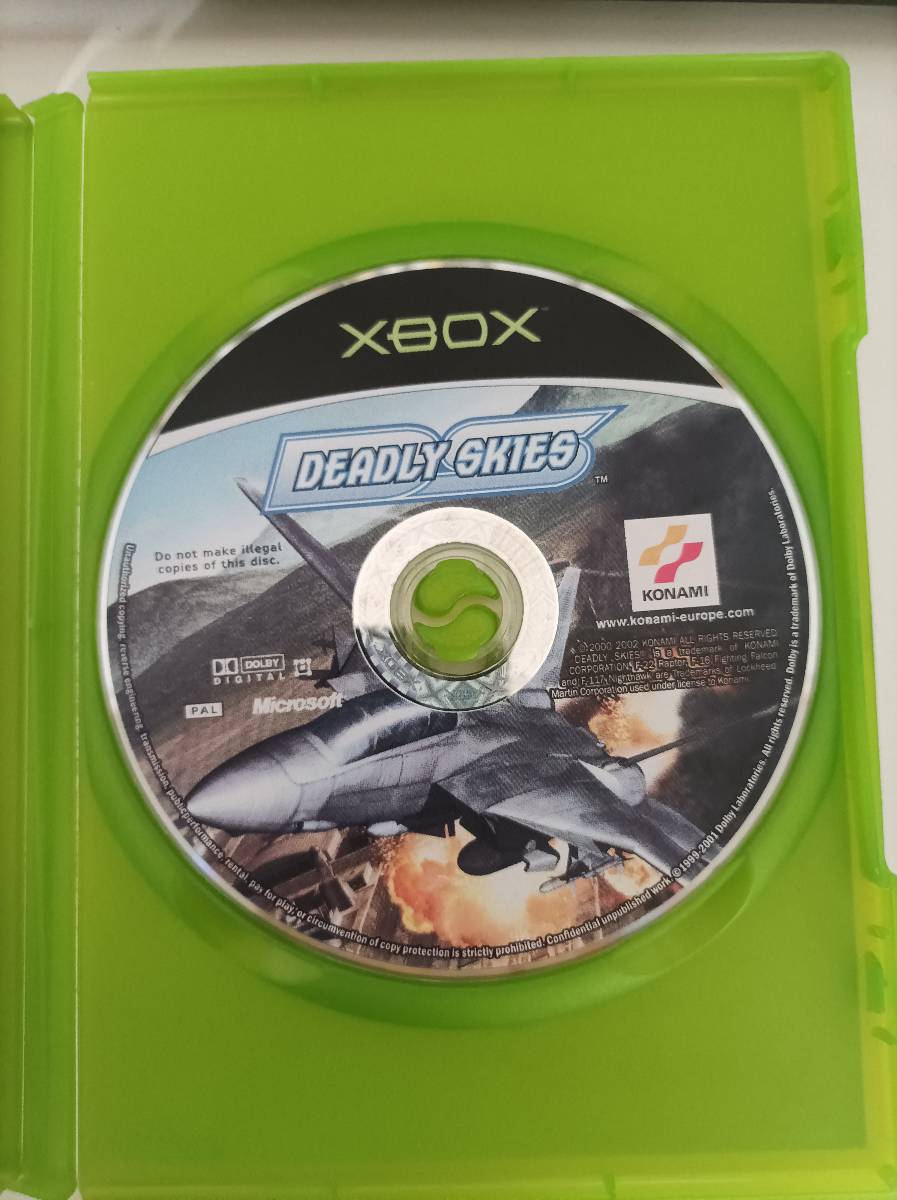 XBOX
DEADLY SKIES
TM
Do not make illegal
copies of this disc.
KONAMI
www.konami-europe.com
© 2000 2002 KONAMI ALL RIGHTS RESERVED
DEADLY SKIES trademark of KONAMI
CORPORATION. F-22 Raptor, F-16 Fighting Falcon
and F-117 Nighthawk are Trademarks of Lockheed
Martin Corporation used under license to Konami.
DOLBY
DIGITAL
PAL
Microsoft
Unauthorized copying, reverse engineering, transmission, public performance, rental, pay for play, or circumvention of copy protection is strictly prohibited. Confidential unpublished work. © 1999-2001 Dolby Laboratories. All rights reserved. Dolby is a trademark of Dolby Laboratories.